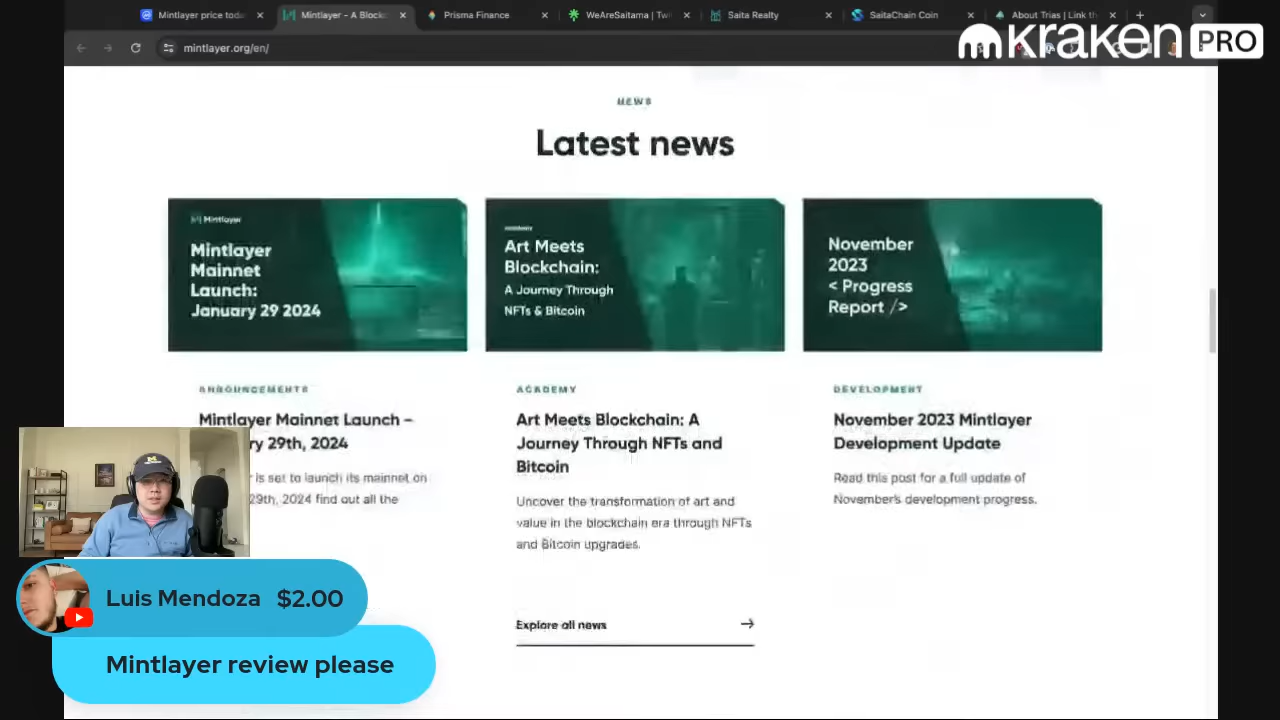 Mintlayer price toda
Mintlayer - A Block
Prisma Finance
WeAreSaitama | Twi
Saita Realty
SaitaChain Coin
About Trias | Link th
mintlayer.org/en/
kraken PRO
NEWS
Latest news
Mintlayer
Mintlayer
Mainnet
Launch:
January 29 2024
ACADEMY
Art Meets
Blockchain:
A Journey Through
NFTs & Bitcoin
November
2023
< Progress
Report />
ANNOUNCEMENTS
Mintlayer Mainnet Launch –
ry 29th, 2024
is set to launch its mainnet on
29th, 2024 find out all the
ACADEMY
Art Meets Blockchain: A
Journey Through NFTs and
Bitcoin
Uncover the transformation of art and
value in the blockchain era through NFTs
and Bitcoin upgrades.
DEVELOPMENT
November 2023 Mintlayer
Development Update
Read this post for a full update of
November's development progress.
Explore all news
Luis Mendoza $2.00
Mintlayer review please